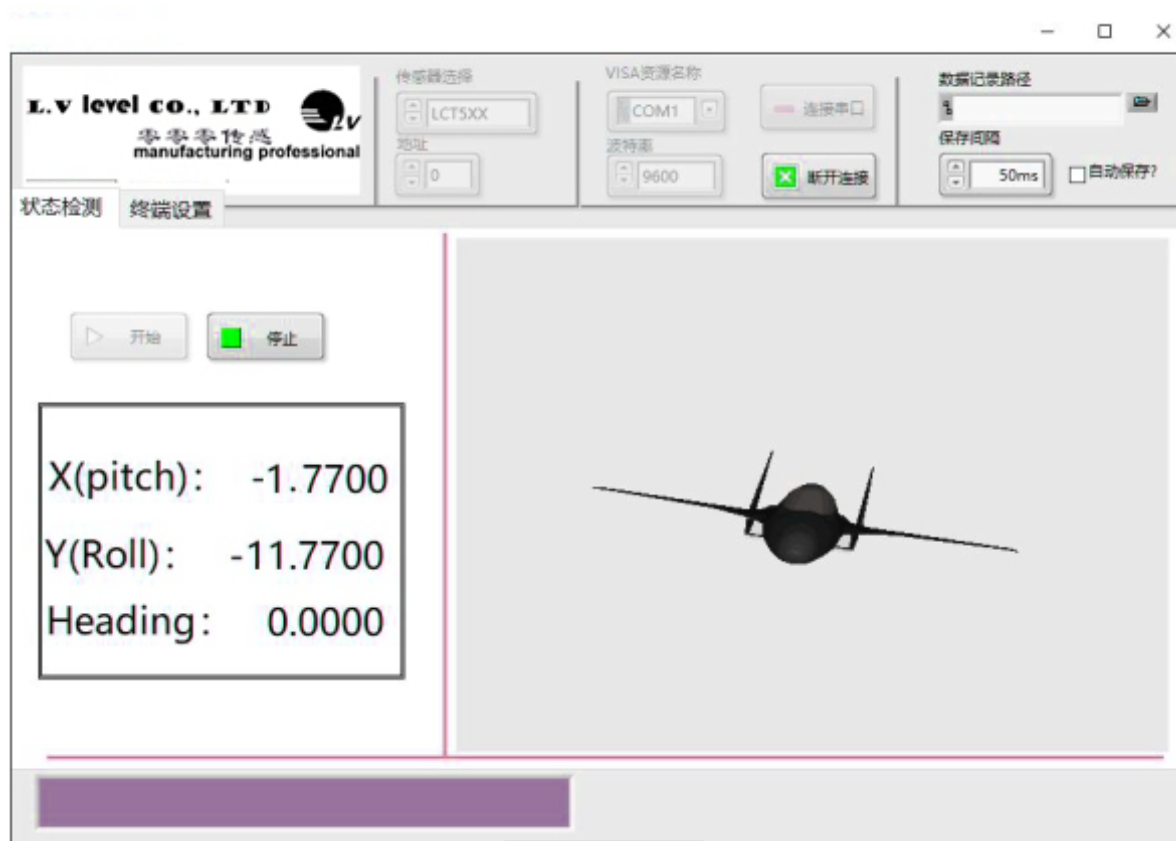 L.V level CO., LTD
LV
零零零传感
manufacturing professional
传感器选择
LCT5XX
地址
0
VISA资源名称
COM1
连接串口
波特率
9600
断开连接
数据记录路径
保存间隔
50ms
自动保存?
状态检测
终端设置
开始
停止
X(pitch): -1.7700
Y(Roll): -11.7700
Heading: 0.0000